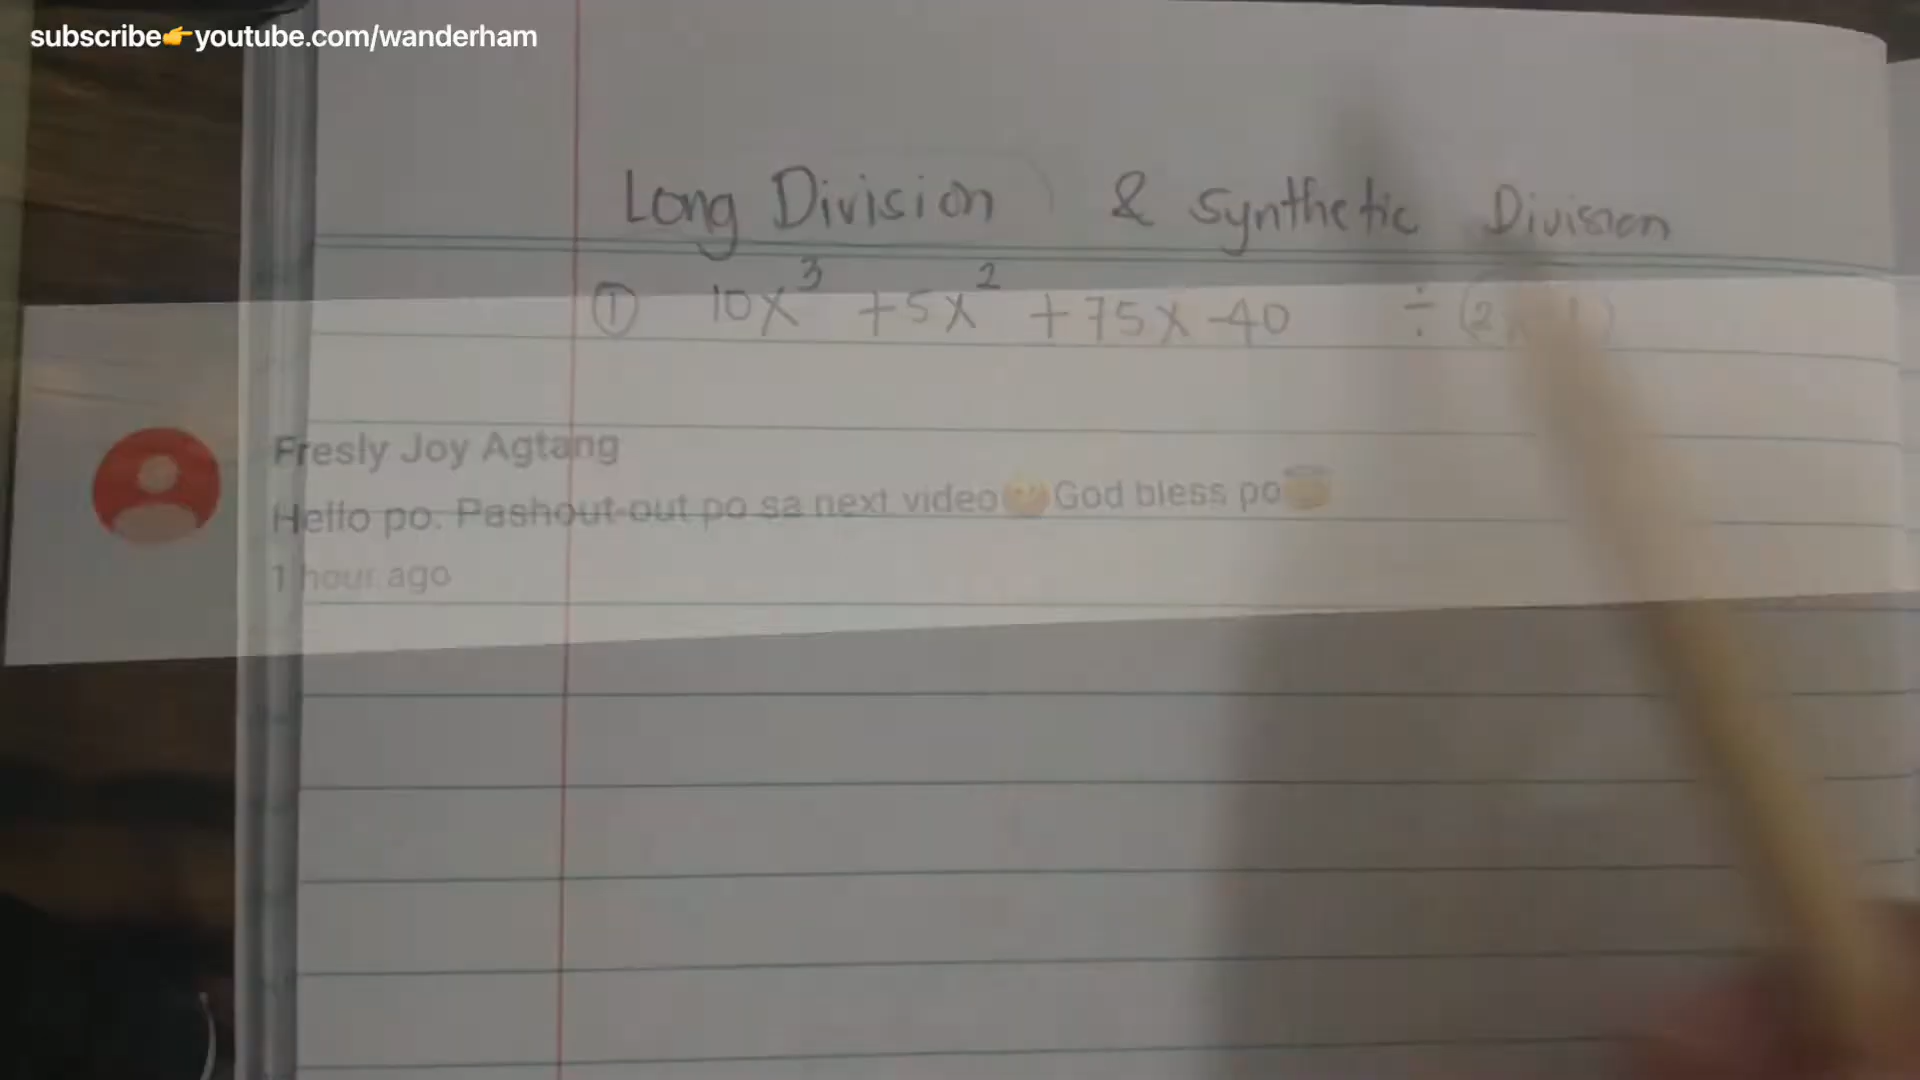 subscribe👉youtube.com/wanderham
Long Division & Synthetic Division
① 10x³ + 5x² + 75x - 40 ÷ (2
Fresly Joy Agtang
Hello po. Pashout-out po sa next video😊God bless po😇
1 hour ago